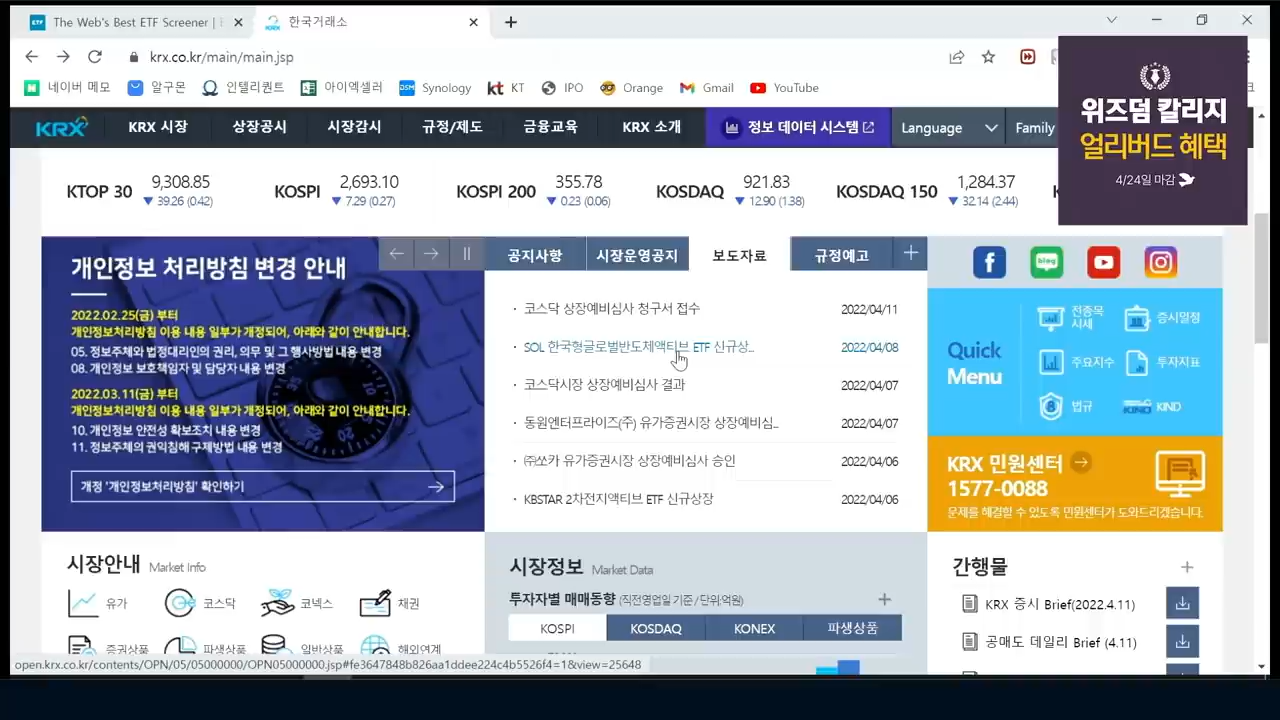 The Web's Best ETF Screener |
한국거래소
krx.co.kr/main/main.jsp
네이버 메모
알구몬
인텔리퀀트
아이엑셀러
Synology
KT
IPO
Orange
Gmail
YouTube
위즈덤 칼리지
얼리버드 혜택
4/24일 마감
KRX
KRX 시장
상장공시
시장감시
규정/제도
금융교육
KRX 소개
정보 데이터 시스템
Language
Family
KTOP 30 9,308.85 ▼ 39.26 (0.42)
KOSPI 2,693.10 ▼ 7.29 (0.27)
KOSPI 200 355.78 ▼ 0.23 (0.06)
KOSDAQ 921.83 ▼ 12.90 (1.38)
KOSDAQ 150 1,284.37 ▼ 32.14 (2.44)
개인정보 처리방침 변경 안내
2022.02.25(금) 부터
개인정보처리방침 이용 내용 일부가 개정되어, 아래와 같이 안내합니다.
05. 정보주체와 법정대리인의 권리, 의무 및 그 행사방법 내용 변경
08. 개인정보 보호책임자 및 담당자 내용 변경
2022.03.11(금) 부터
개인정보처리방침 이용 내용 일부가 개정되어, 아래와 같이 안내합니다.
10. 개인정보 안전성 확보조치 내용 변경
11. 정보주체의 권익침해 구제방법 내용 변경
개정 '개인정보처리방침' 확인하기
공지사항
시장운영공지
보도자료
규정예고
코스닥 상장예비심사 청구서 접수 2022/04/11
SOL 한국형글로벌반도체액티브 ETF 신규상... 2022/04/08
코스닥시장 상장예비심사 결과 2022/04/07
동원엔터프라이즈(주) 유가증권시장 상장예비심... 2022/04/07
㈜쏘카 유가증권시장 상장예비심사 승인 2022/04/06
KBSTAR 2차전지액티브 ETF 신규상장 2022/04/06
blog
Quick
Menu
전종목
시세
증시일정
주요지수
투자지표
법규
KIND
KIND
KRX 민원센터
1577-0088
문제를 해결할 수 있도록 민원센터가 도와드리겠습니다.
시장안내 Market Info
유가
코스닥
코넥스
채권
증권상품
파생상품
일반상품
해외연계
시장정보 Market Data
투자자별 매매동향 (직전영업일 기준 / 단위:억원)
KOSPI
KOSDAQ
KONEX
파생상품
간행물
KRX 증시 Brief(2022.4.11)
공매도 데일리 Brief (4.11)
open.krx.co.kr/contents/OPN/05/05000000/OPN05000000.jsp#fe3647848b826aa1ddee224c4b5526f4=1&view=25648